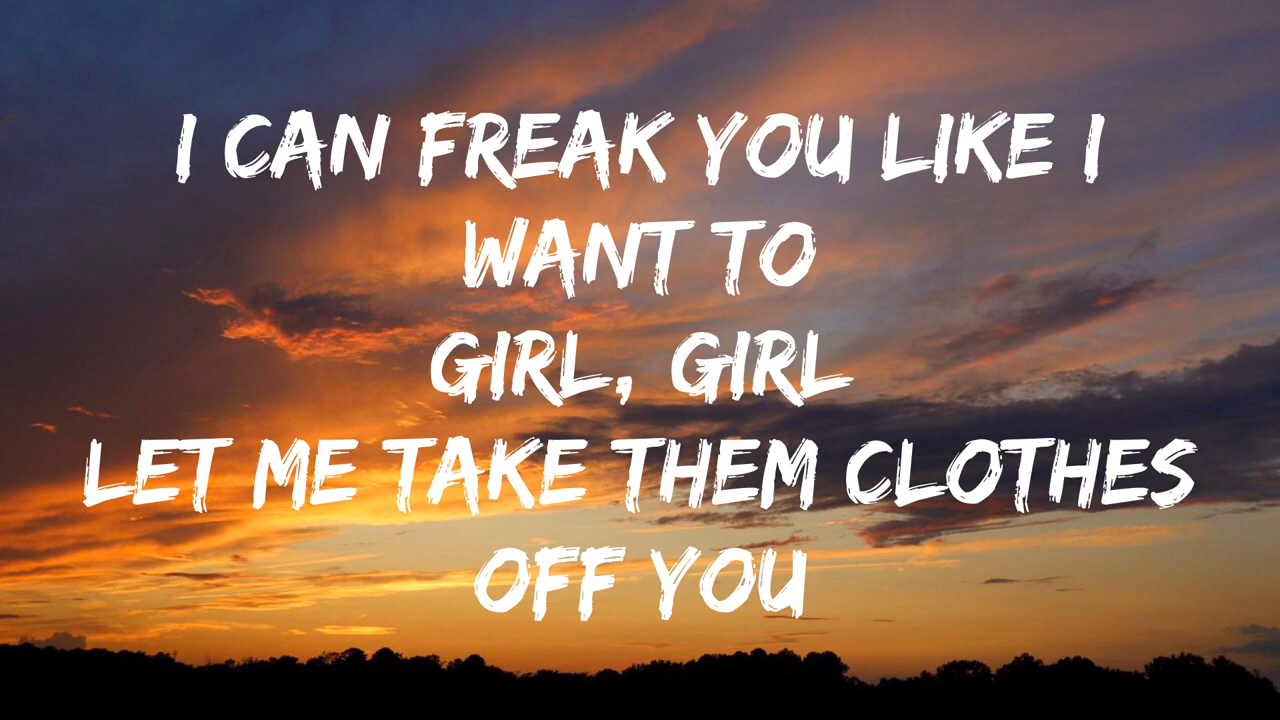 I CAN FREAK YOU LIKE I
WANT TO
GIRL, GIRL
LET ME TAKE THEM CLOTHES
OFF YOU